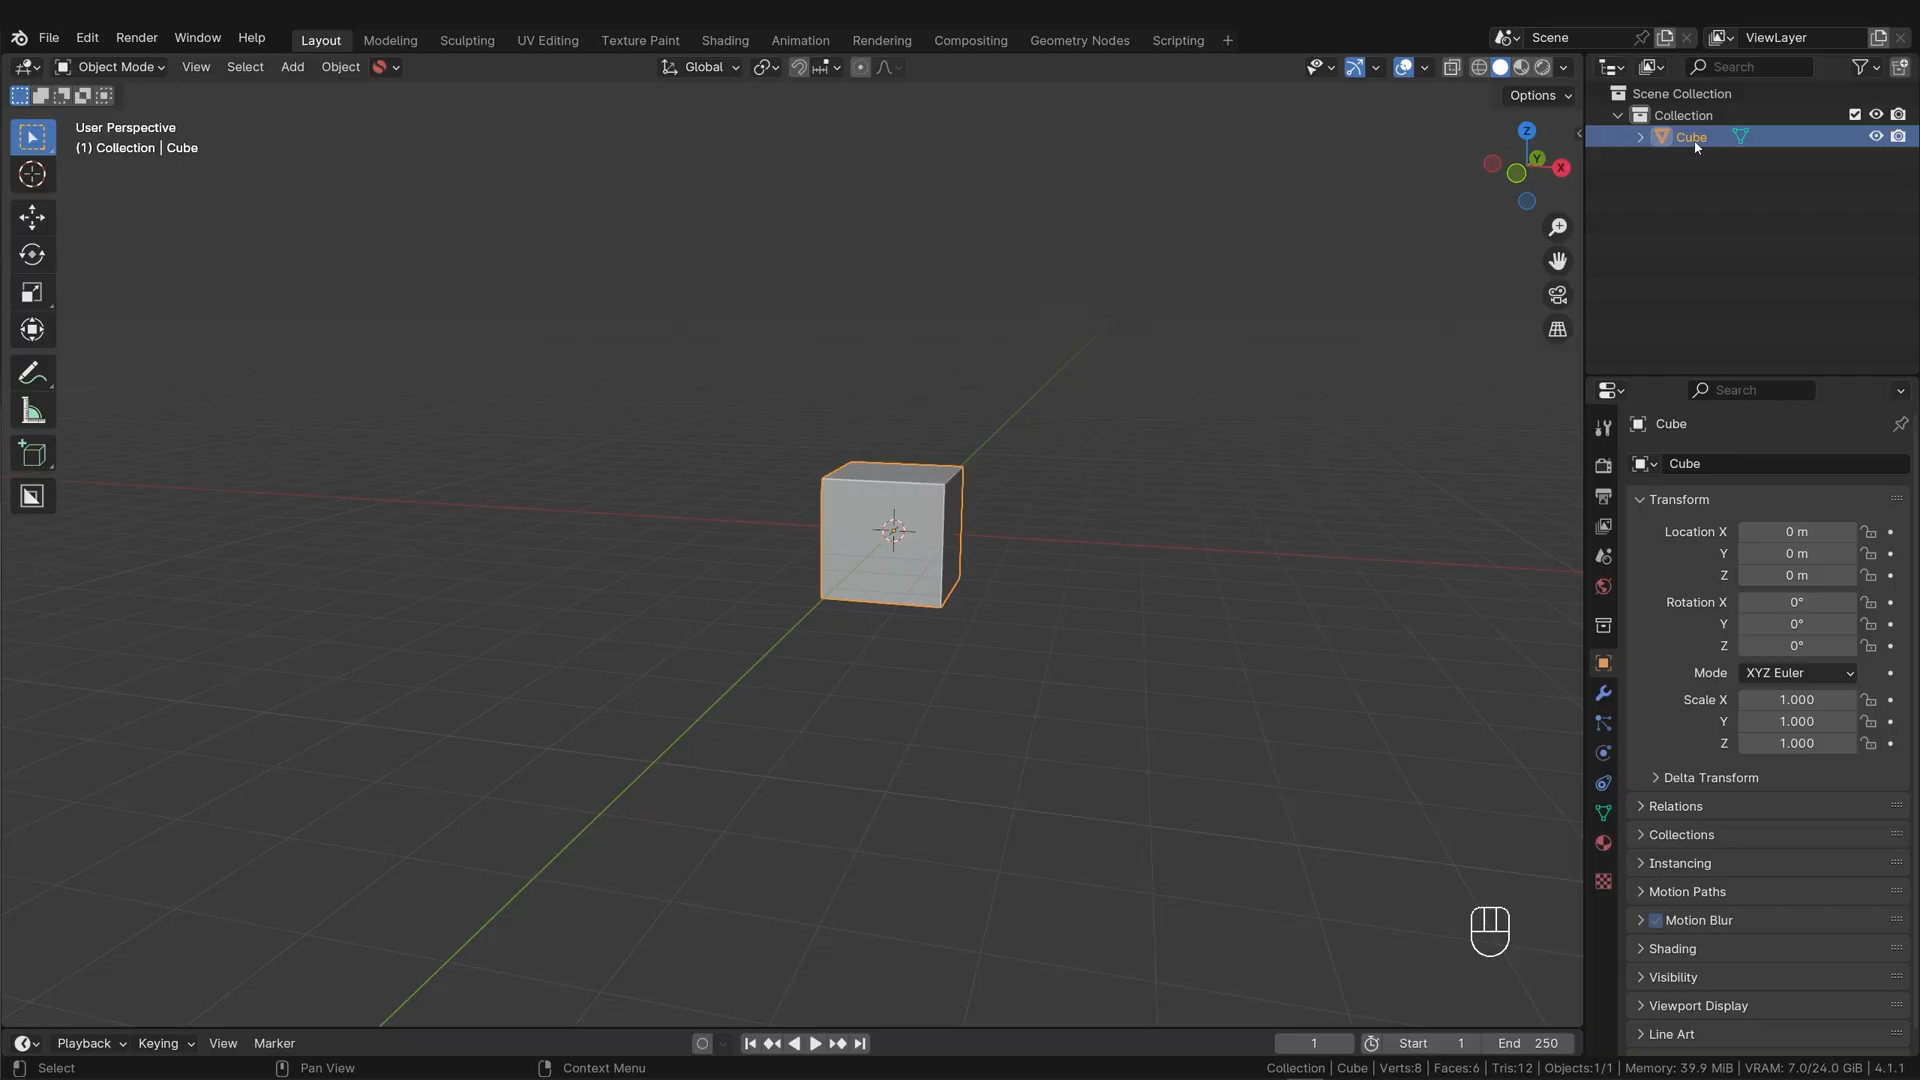 File Edit Render Window Help Layout Modeling Sculpting UV Editing Texture Paint Shading Animation Rendering Compositing Geometry Nodes Scripting + Scene ViewLayer
Object Mode View Select Add Object Global Search
Options
User Perspective
(1) Collection | Cube
Z
Y
X
Scene Collection
Collection
Cube
Search
Cube
Cube
Transform
Location X 0 m
Y 0 m
Z 0 m
Rotation X 0°
Y 0°
Z 0°
Mode XYZ Euler
Scale X 1.000
Y 1.000
Z 1.000
Delta Transform
Relations
Collections
Instancing
Motion Paths
Motion Blur
Shading
Visibility
Viewport Display
Line Art
Playback Keying View Marker 1 Start 1 End 250
Select Pan View Context Menu Collection | Cube | Verts:8 | Faces:6 | Tris:12 | Objects:1/1 | Memory: 39.9 MiB | VRAM: 7.0/24.0 GiB | 4.1.1